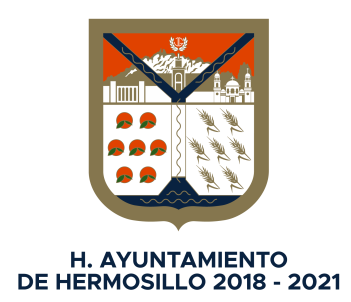 H. AYUNTAMIENTO
DE HERMOSILLO 2018 - 2021